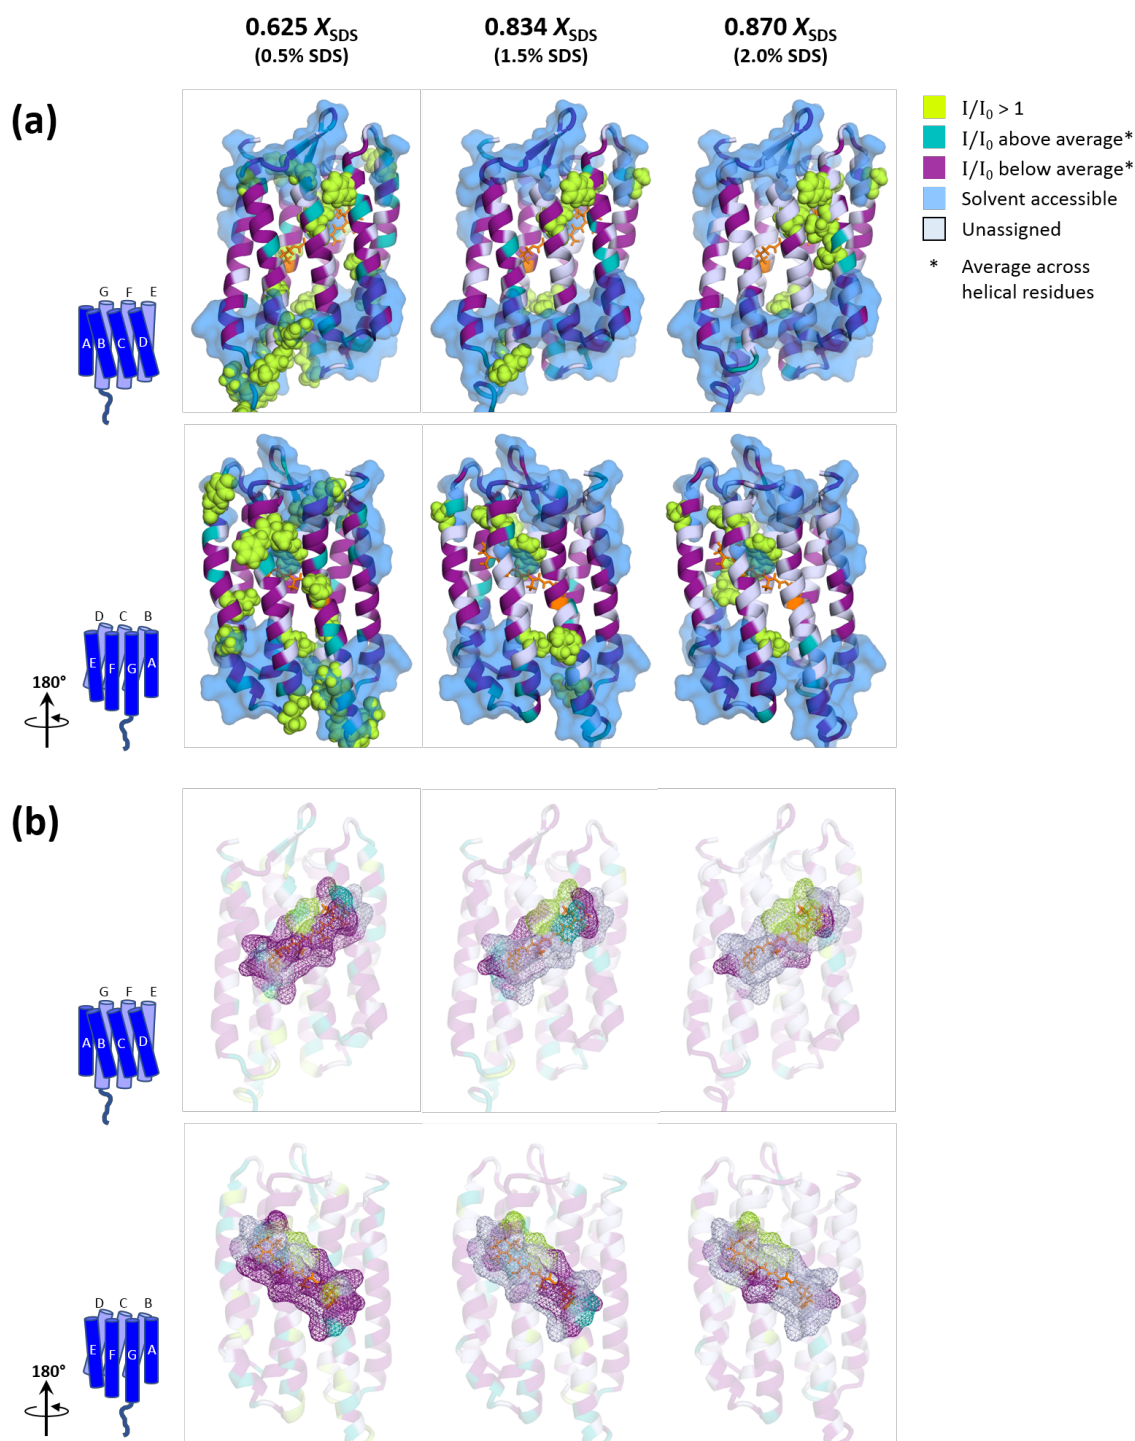 0.625 XSDS
(0.5% SDS)
0.834 XSDS
(1.5% SDS)
0.870 XSDS
(2.0% SDS)
(a)
I/I0 > 1
I/I0 above average*
I/I0 below average*
Solvent accessible
Unassigned
* Average across
helical residues
G F E
A B C D
D C B
E F G A
180°
(b)
G F E
A B C D
D C B
E F G A
180°